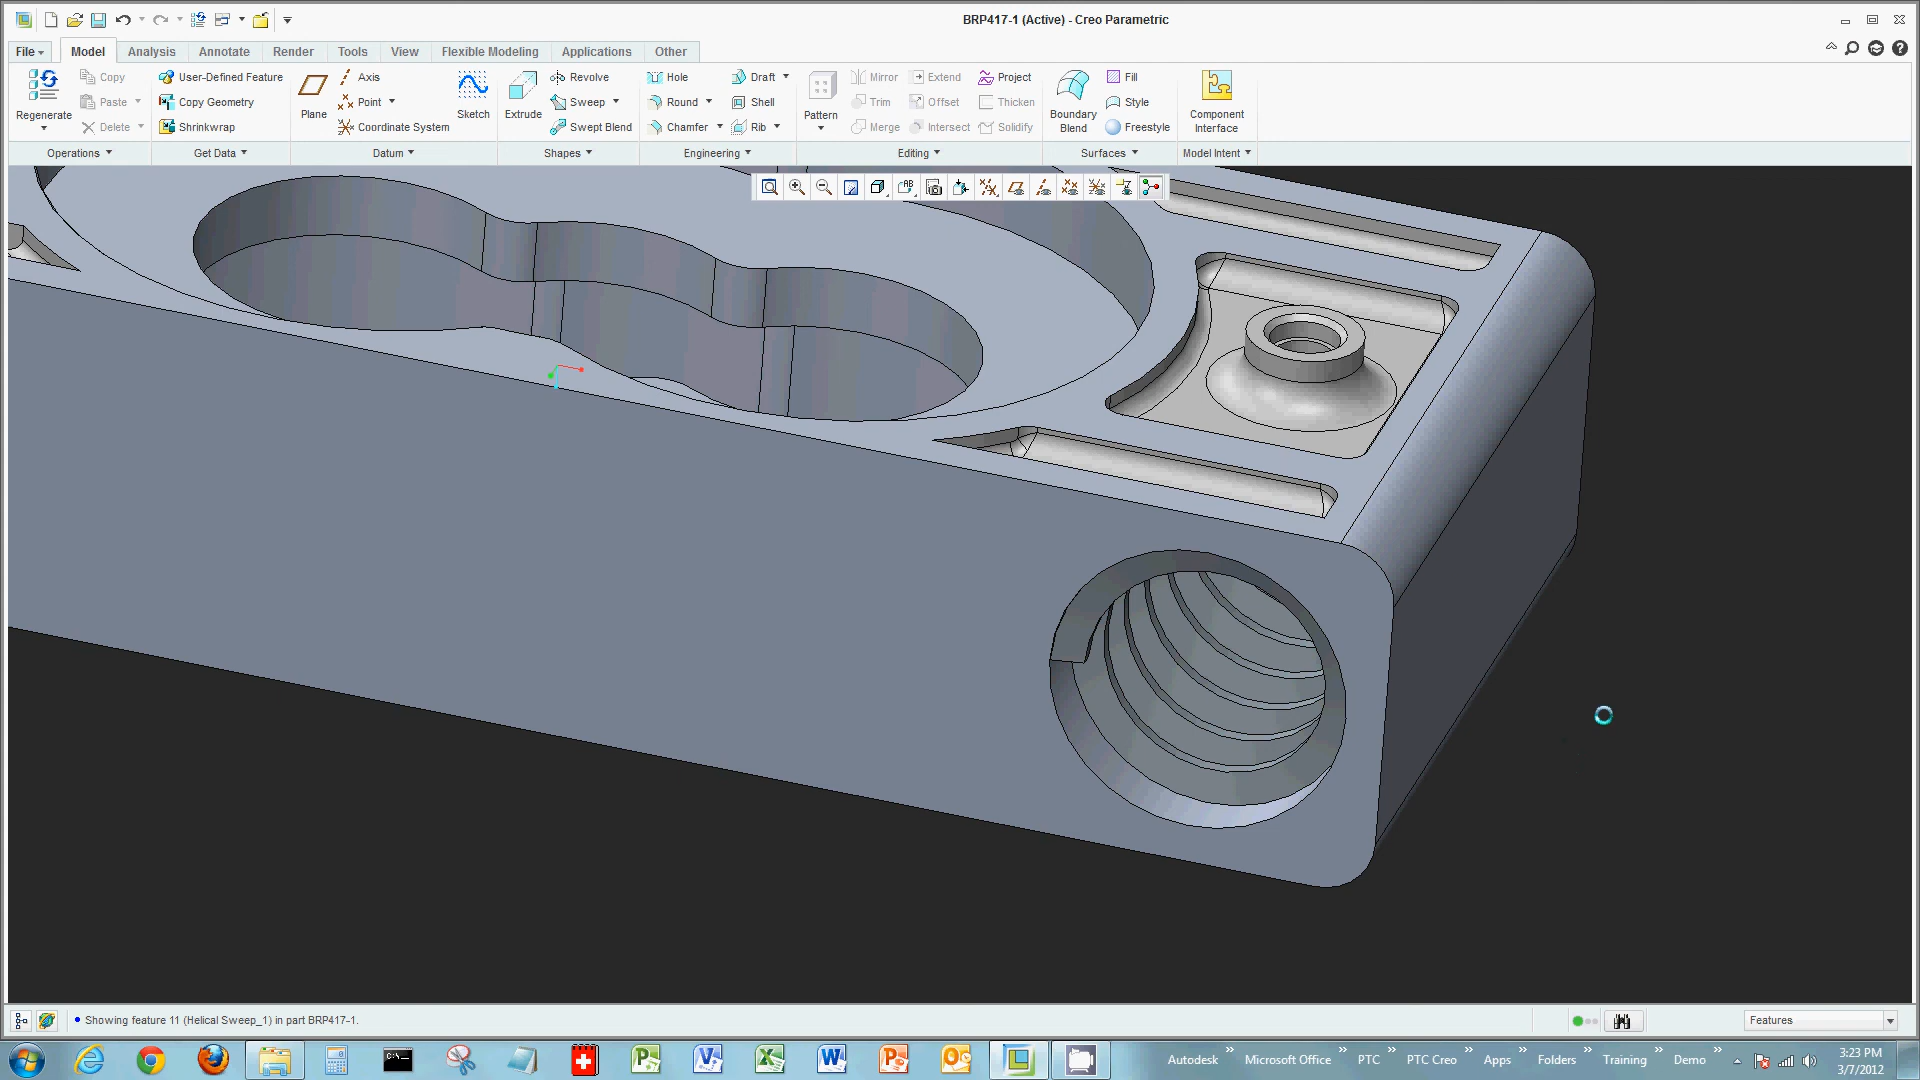 BRP417-1 (Active) - Creo Parametric
File Model Analysis Annotate Render Tools View Flexible Modeling Applications Other
Copy User-Defined Feature Axis Revolve Hole Draft Mirror Extend Project Fill
Paste Copy Geometry Point Sweep Round Shell Trim Offset Thicken Style
Regenerate Plane Sketch Extrude Pattern Boundary Blend Component Interface
Delete Shrinkwrap Coordinate System Swept Blend Chamfer Rib Merge Intersect Solidify Freestyle
Operations Get Data Datum Shapes Engineering Editing Surfaces Model Intent
AB
Showing feature 11 (Helical Sweep_1) in part BRP417-1.
Features
Autodesk Microsoft Office PTC PTC Creo Apps Folders Training Demo
3:23 PM
3/7/2012